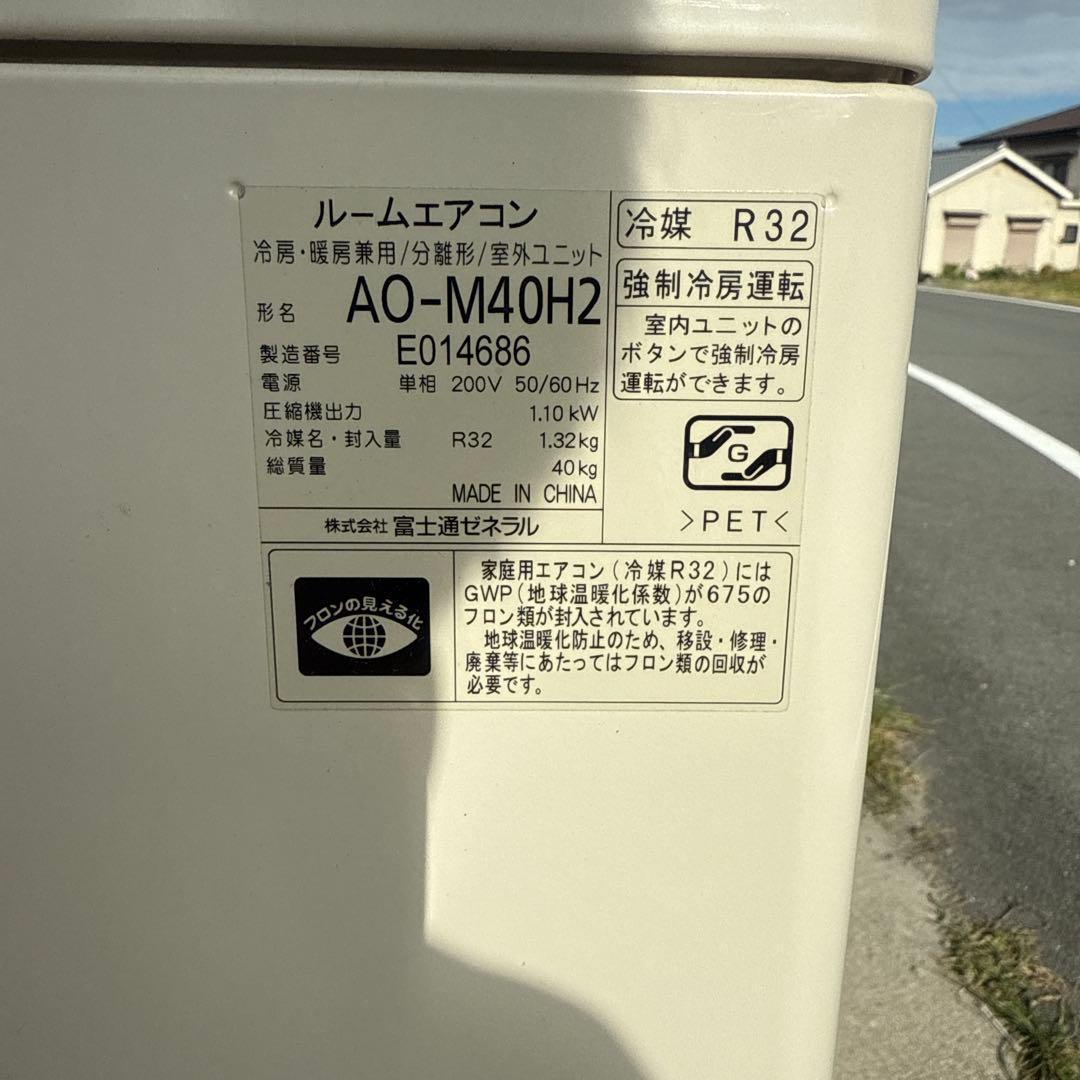 ルームエアコン
冷房・暖房兼用/分離形/室外ユニット
形名 AO-M40H2
製造番号 E014686
電源 単相 200V 50/60Hz
圧縮機出力 1.10kW
冷媒名・封入量 R32 1.32kg
総質量 40kg
MADE IN CHINA
株式会社 富士通ゼネラル
冷媒 R32
強制冷房運転
室内ユニットの
ボタンで強制冷房
運転ができます。
G
>PET<
フロンの見える化
家庭用エアコン(冷媒R32)には
GWP(地球温暖化係数)が675の
フロン類が封入されています。
地球温暖化防止のため、移設・修理・
廃棄等にあたってはフロン類の回収が
必要です。